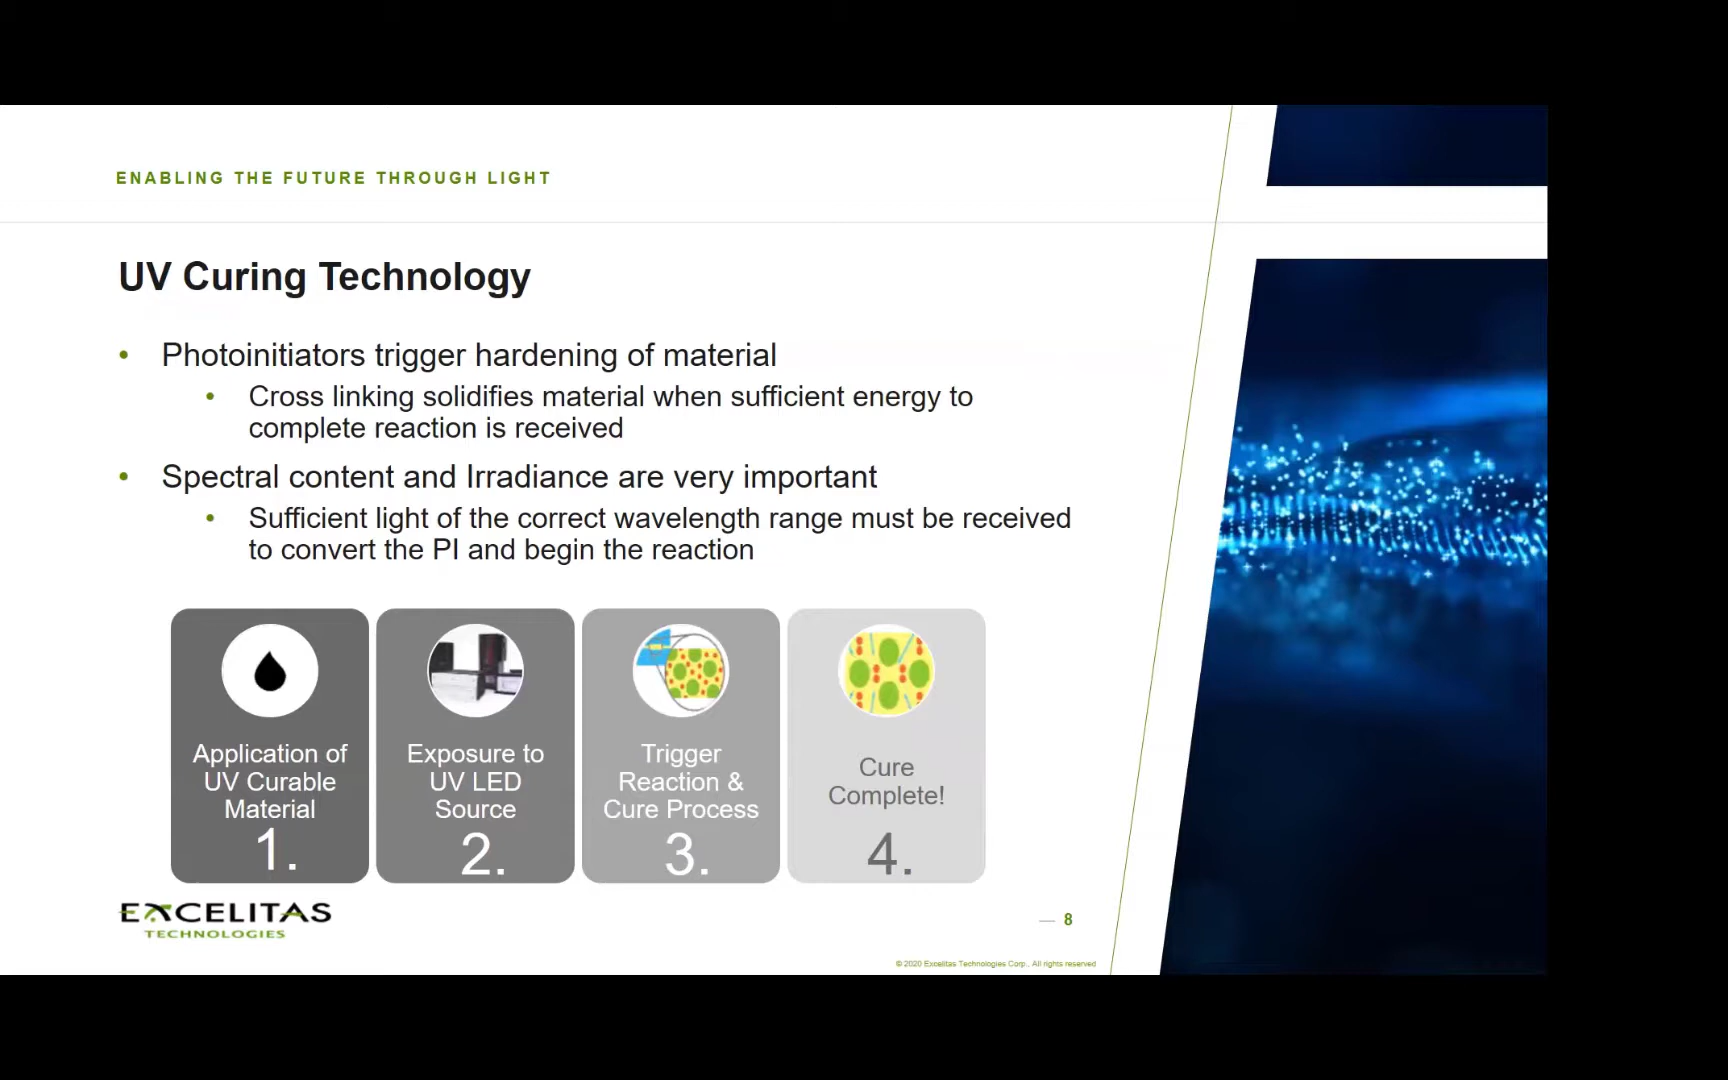 ENABLING THE FUTURE THROUGH LIGHT
UV Curing Technology
• Photoinitiators trigger hardening of material
• Cross linking solidifies material when sufficient energy to
complete reaction is received
• Spectral content and Irradiance are very important
• Sufficient light of the correct wavelength range must be received
to convert the PI and begin the reaction
Application of
UV Curable
Material
1.
Exposure to
UV LED
Source
2.
Trigger
Reaction &
Cure Process
3.
Cure
Complete!
4.
EXCELITAS
TECHNOLOGIES
— 8
© 2020 Excelitas Technologies Corp., All rights reserved